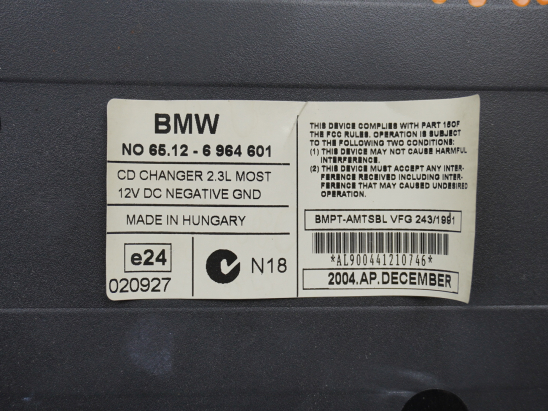 BMW
NO 65.12 - 6 964 601
CD CHANGER 2.3L MOST
12V DC NEGATIVE GND
MADE IN HUNGARY
e24
020927
N18
THIS DEVICE COMPLIES WITH PART 15OF
THE FCC RULES. OPERATION IS SUBJECT
TO THE FOLLOWING TWO CONDITIONS:
(1) THIS DEVICE MAY NOT CAUSE HARMFUL
INTERFERENCE.
(2) THIS DEVICE MUST ACCEPT ANY INTER-
FERENCE RECEIVED INCLUDING INTER-
FERENCE THAT MAY CAUSED UNDESIRED
OPERATION.
BMPT-AMTSBL VFG 243/1991
*AL900441210746*
2004.AP.DECEMBER